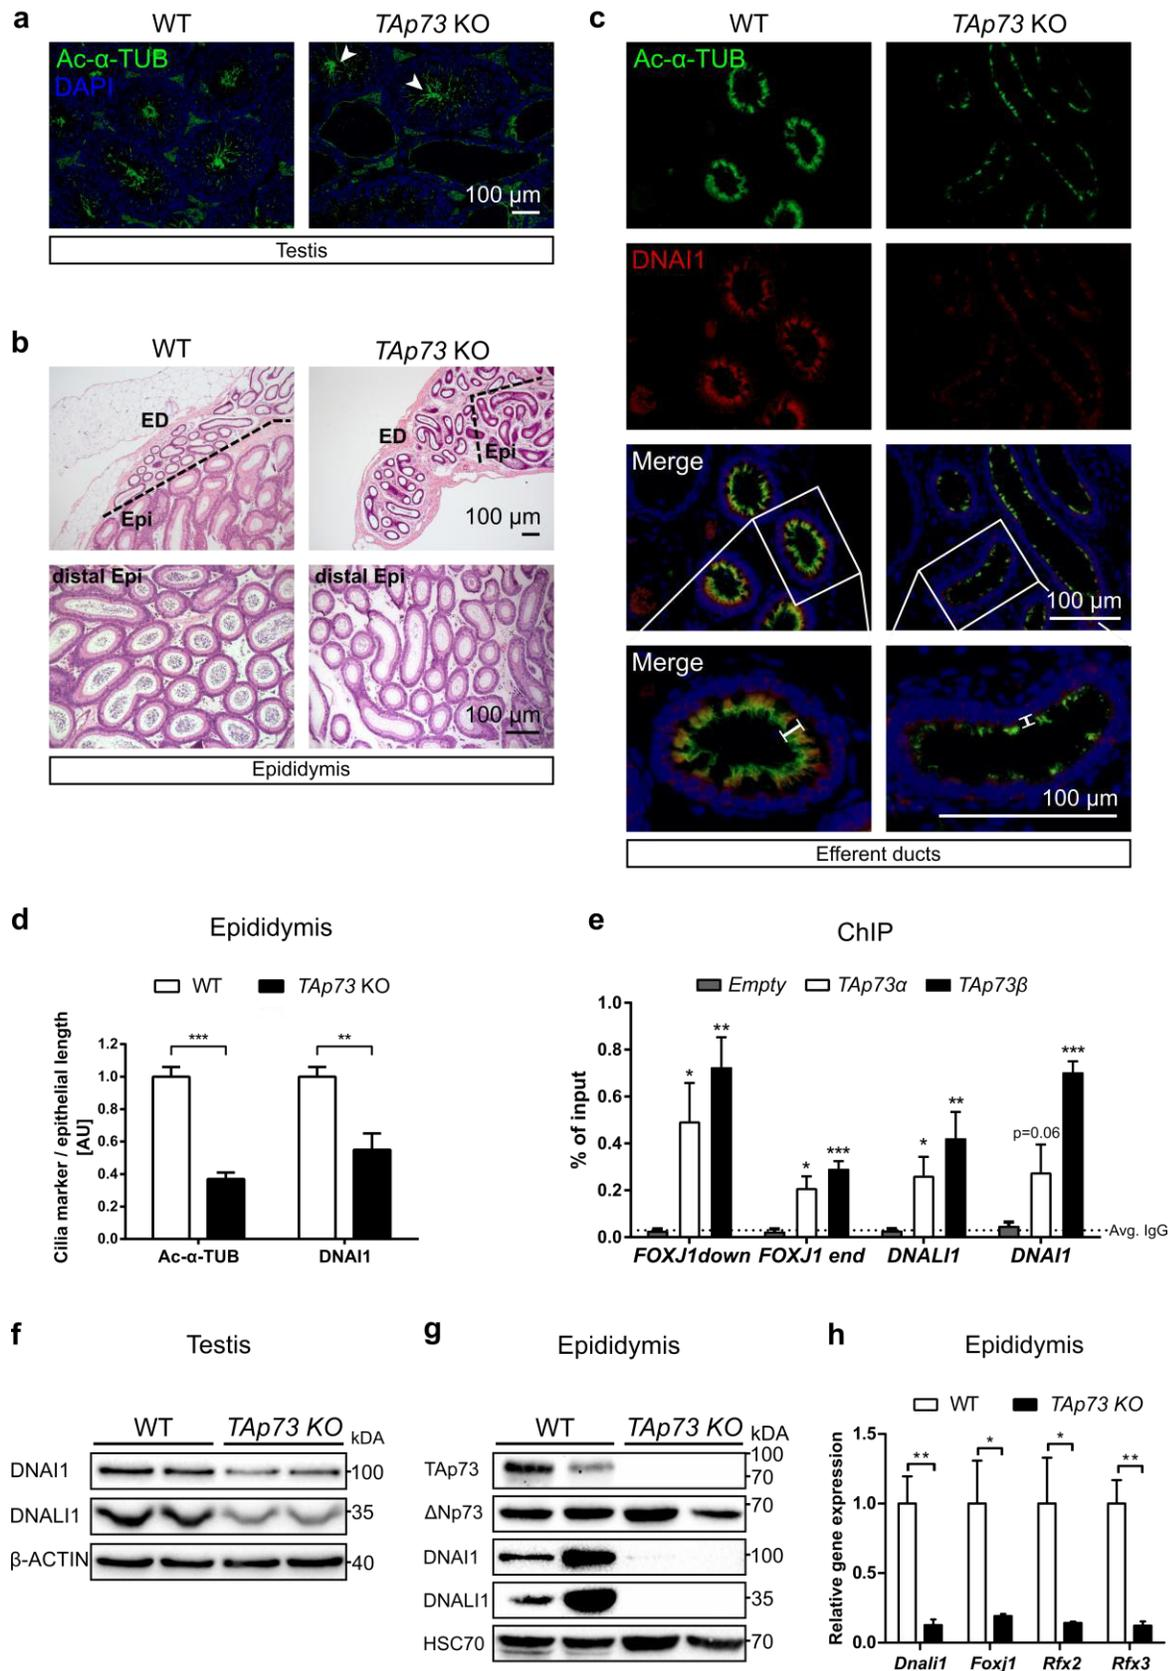 a
WT
TAp73 KO
Ac-α-TUB
DAPI
100 μm
Testis
b
WT
TAp73 KO
ED
Epi
ED
Epi
100 μm
distal Epi
distal Epi
100 μm
Epididymis
c
WT
TAp73 KO
Ac-α-TUB
DNAI1
Merge
100 μm
Merge
100 μm
Efferent ducts
d
Epididymis
WT
TAp73 KO
Cilia marker / epithelial length
[AU]
1.2
1.0
0.8
0.6
0.4
0.2
0.0
***
**
Ac-α-TUB
DNAI1
e
ChIP
Empty
TAp73α
TAp73β
% of input
1.0
0.8
0.6
0.4
0.2
0.0
*
**
*
***
*
**
p=0.06
***
Avg. IgG
FOXJ1down
FOXJ1 end
DNALI1
DNAI1
f
Testis
WT
TAp73 KO
kDA
DNAI1
100
DNALI1
35
β-ACTIN
40
g
Epididymis
WT
TAp73 KO
kDA
TAp73
100
70
ΔNp73
70
DNAI1
100
DNALI1
35
HSC70
70
h
Epididymis
WT
TAp73 KO
Relative gene expression
1.5
1.0
0.5
0.0
**
*
*
**
Dnali1
Foxj1
Rfx2
Rfx3